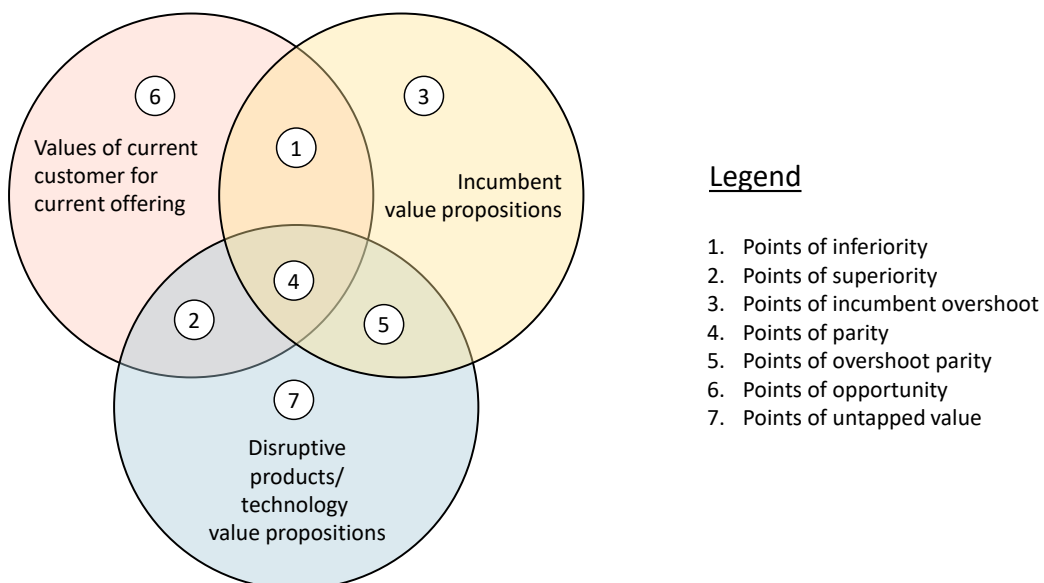 6
3
1
Values of current
customer for
current offering
Incumbent
value propositions
4
2
5
7
Disruptive
products/
technology
value propositions
Legend
1. Points of inferiority
2. Points of superiority
3. Points of incumbent overshoot
4. Points of parity
5. Points of overshoot parity
6. Points of opportunity
7. Points of untapped value